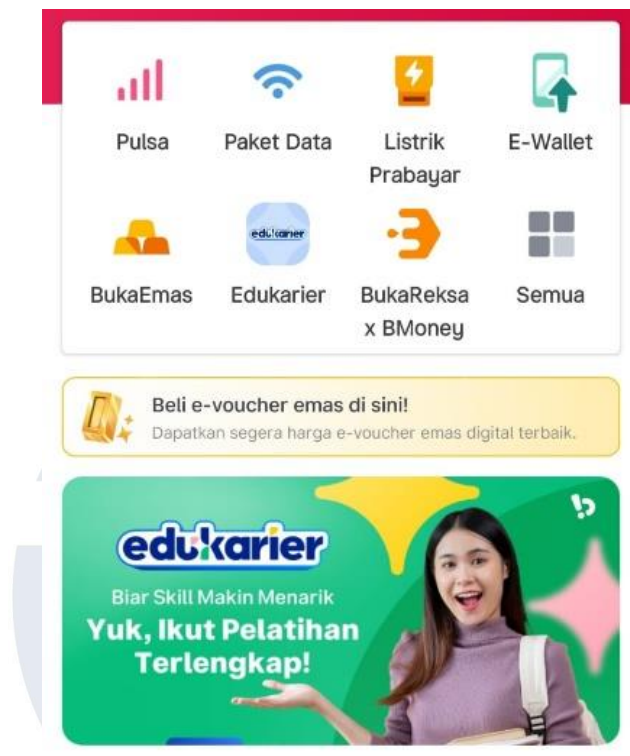 Pulsa
Paket Data
Listrik Prabayar
E-Wallet
BukaEmas
edukarier
Edukarier
BukaReksa x BMoney
Semua
Beli e-voucher emas di sini!
Dapatkan segera harga e-voucher emas digital terbaik.
edukarier
Biar Skill Makin Menarik
Yuk, Ikut Pelatihan
Terlengkap!